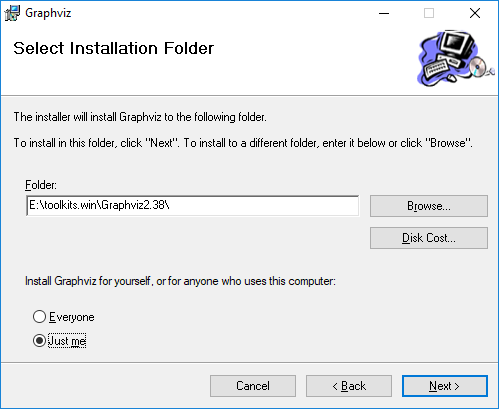 Graphviz
Select Installation Folder
The installer will install Graphviz to the following folder.
To install in this folder, click "Next". To install to a different folder, enter it below or click "Browse".
Folder:
E:\toolkits.win\Graphviz2.38\
Browse...
Disk Cost...
Install Graphviz for yourself, or for anyone who uses this computer:
Everyone
Just me
Cancel
< Back
Next >